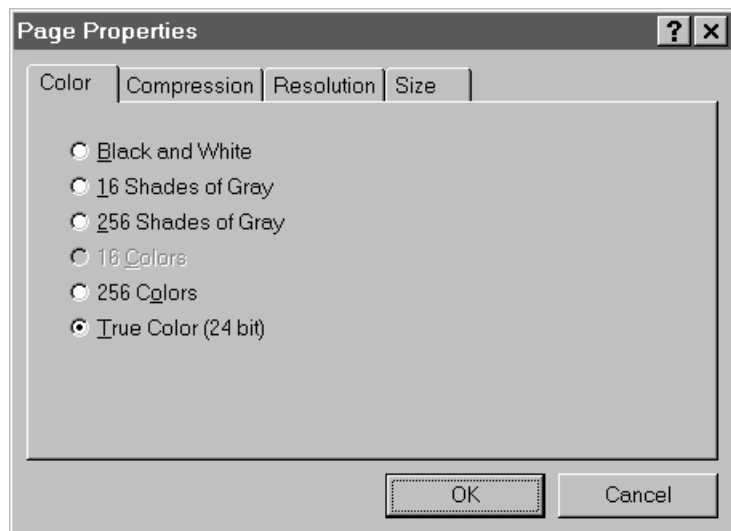 Page Properties
Color Compression Resolution Size
Black and White
16 Shades of Gray
256 Shades of Gray
16 Colors
256 Colors
True Color (24 bit)
OK Cancel